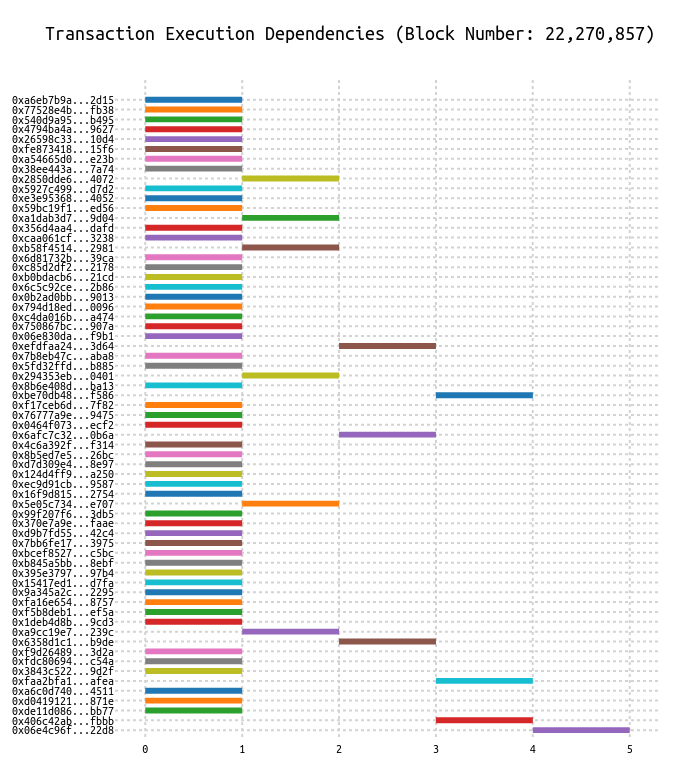 Transaction Execution Dependencies (Block Number: 22,270,857)
0xa6eb7b9a...2d15
0x77528e4b...fb38
0x540d9a95...b495
0x4794ba4a...9627
0x26598c33...10d4
0xfe873418...15f6
0xa54665d0...e23b
0x38ee443a...7a74
0x2850dde6...4072
0x5927c499...d7d2
0xe3e95368...4052
0x59bc19f1...ed56
0xa1dab3d7...9d04
0x356d4aa4...dafd
0xcaa061cf...3238
0xb58f4514...2981
0x6d81732b...39ca
0xc85d2df2...2178
0xb0bdacb6...21cd
0x6c5c92ce...2b86
0x0b2ad0bb...9013
0x794d18ed...0096
0xc4da016b...a474
0x750867bc...907a
0x06e830da...f9b1
0xefdfaa24...3d64
0x7b8eb47c...aba8
0x5fd32ffd...b885
0x294353eb...0401
0x8b6e408d...ba13
0xbe70db48...f586
0xf17ceb6d...7f82
0x76777a9e...9475
0x0464f073...ecf2
0x6afc7c32...0b6a
0x4c6a392f...f314
0x8b5ed7e5...26bc
0xd7d309e4...8e97
0x124d4ff9...a250
0xec9d91cb...9587
0x16f9d815...2754
0x5e05c734...e707
0x99f207f6...3db5
0x370e7a9e...faae
0xd9b7fd55...42c4
0x7bb6fe17...3975
0xbcef8527...c5bc
0xb845a5bb...8ebf
0x395e3797...97b4
0x15417ed1...d7fa
0x9a345a2c...2295
0xfa16e654...8757
0xf5b8deb1...ef5a
0x1deb4d8b...9cd3
0xa9cc19e7...239c
0x6358d1c1...b9de
0xf9d26489...3d2a
0xfdc80694...c54a
0x3843c522...9d2f
0xfaa2bfa1...afea
0xa6c0d740...4511
0xd0419121...871e
0xde11d086...bb77
0x406c42ab...fbbb
0x06e4c96f...22d8
0 1 2 3 4 5